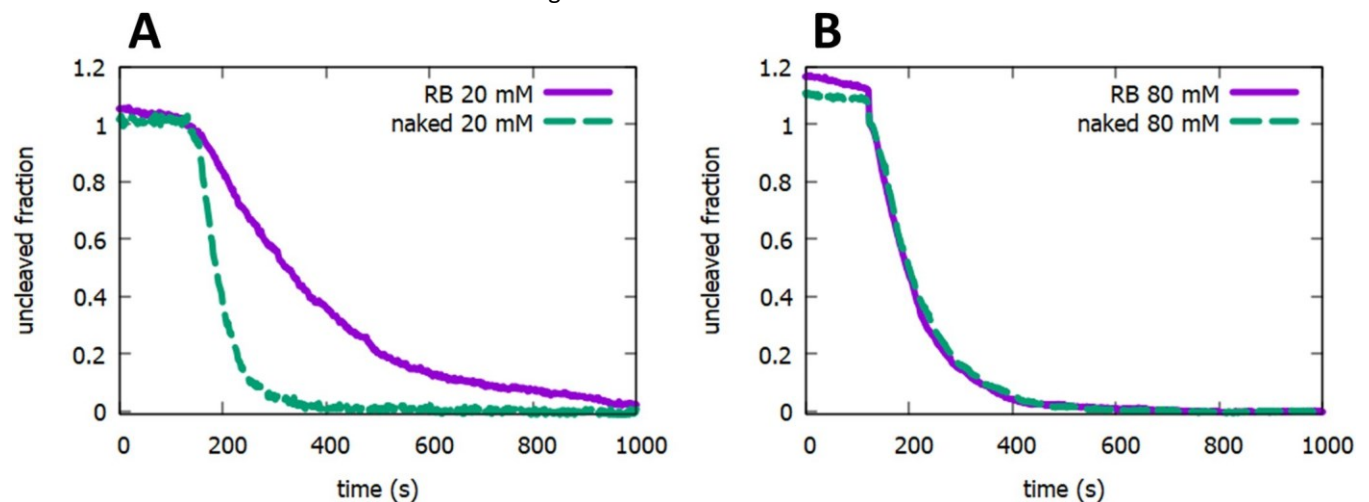 g
A
1.2
1
0.8
0.6
0.4
0.2
0
0 200 400 600 800 1000
uncleaved fraction
time (s)
RB 20 mM
naked 20 mM
B
1.2
1
0.8
0.6
0.4
0.2
0
0 200 400 600 800 1000
uncleaved fraction
time (s)
RB 80 mM
naked 80 mM